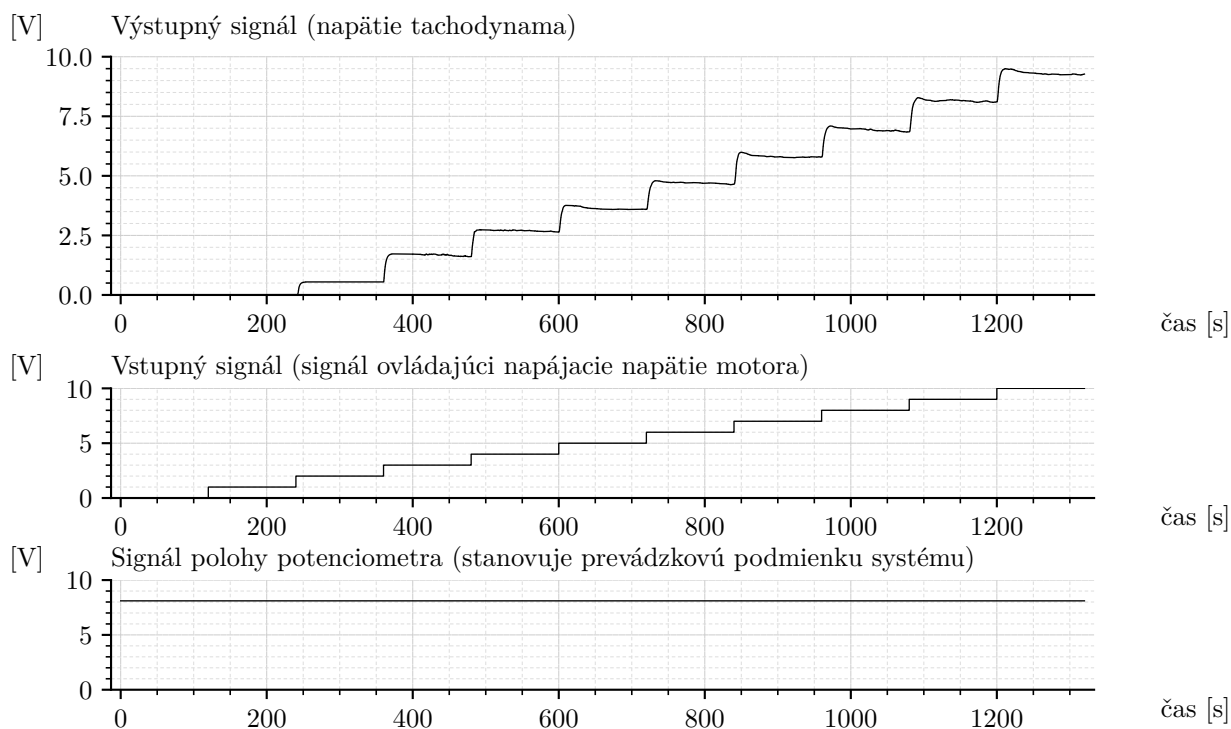 [V] Výstupný signál (napätie tachodynama)
10.0
7.5
5.0
2.5
0.0
0 200 400 600 800 1000 1200 čas [s]
[V] Vstupný signál (signál ovládajúci napájacie napätie motora)
10
5
0
0 200 400 600 800 1000 1200 čas [s]
[V] Signál polohy potenciometra (stanovuje prevádzkovú podmienku systému)
10
5
0
0 200 400 600 800 1000 1200 čas [s]